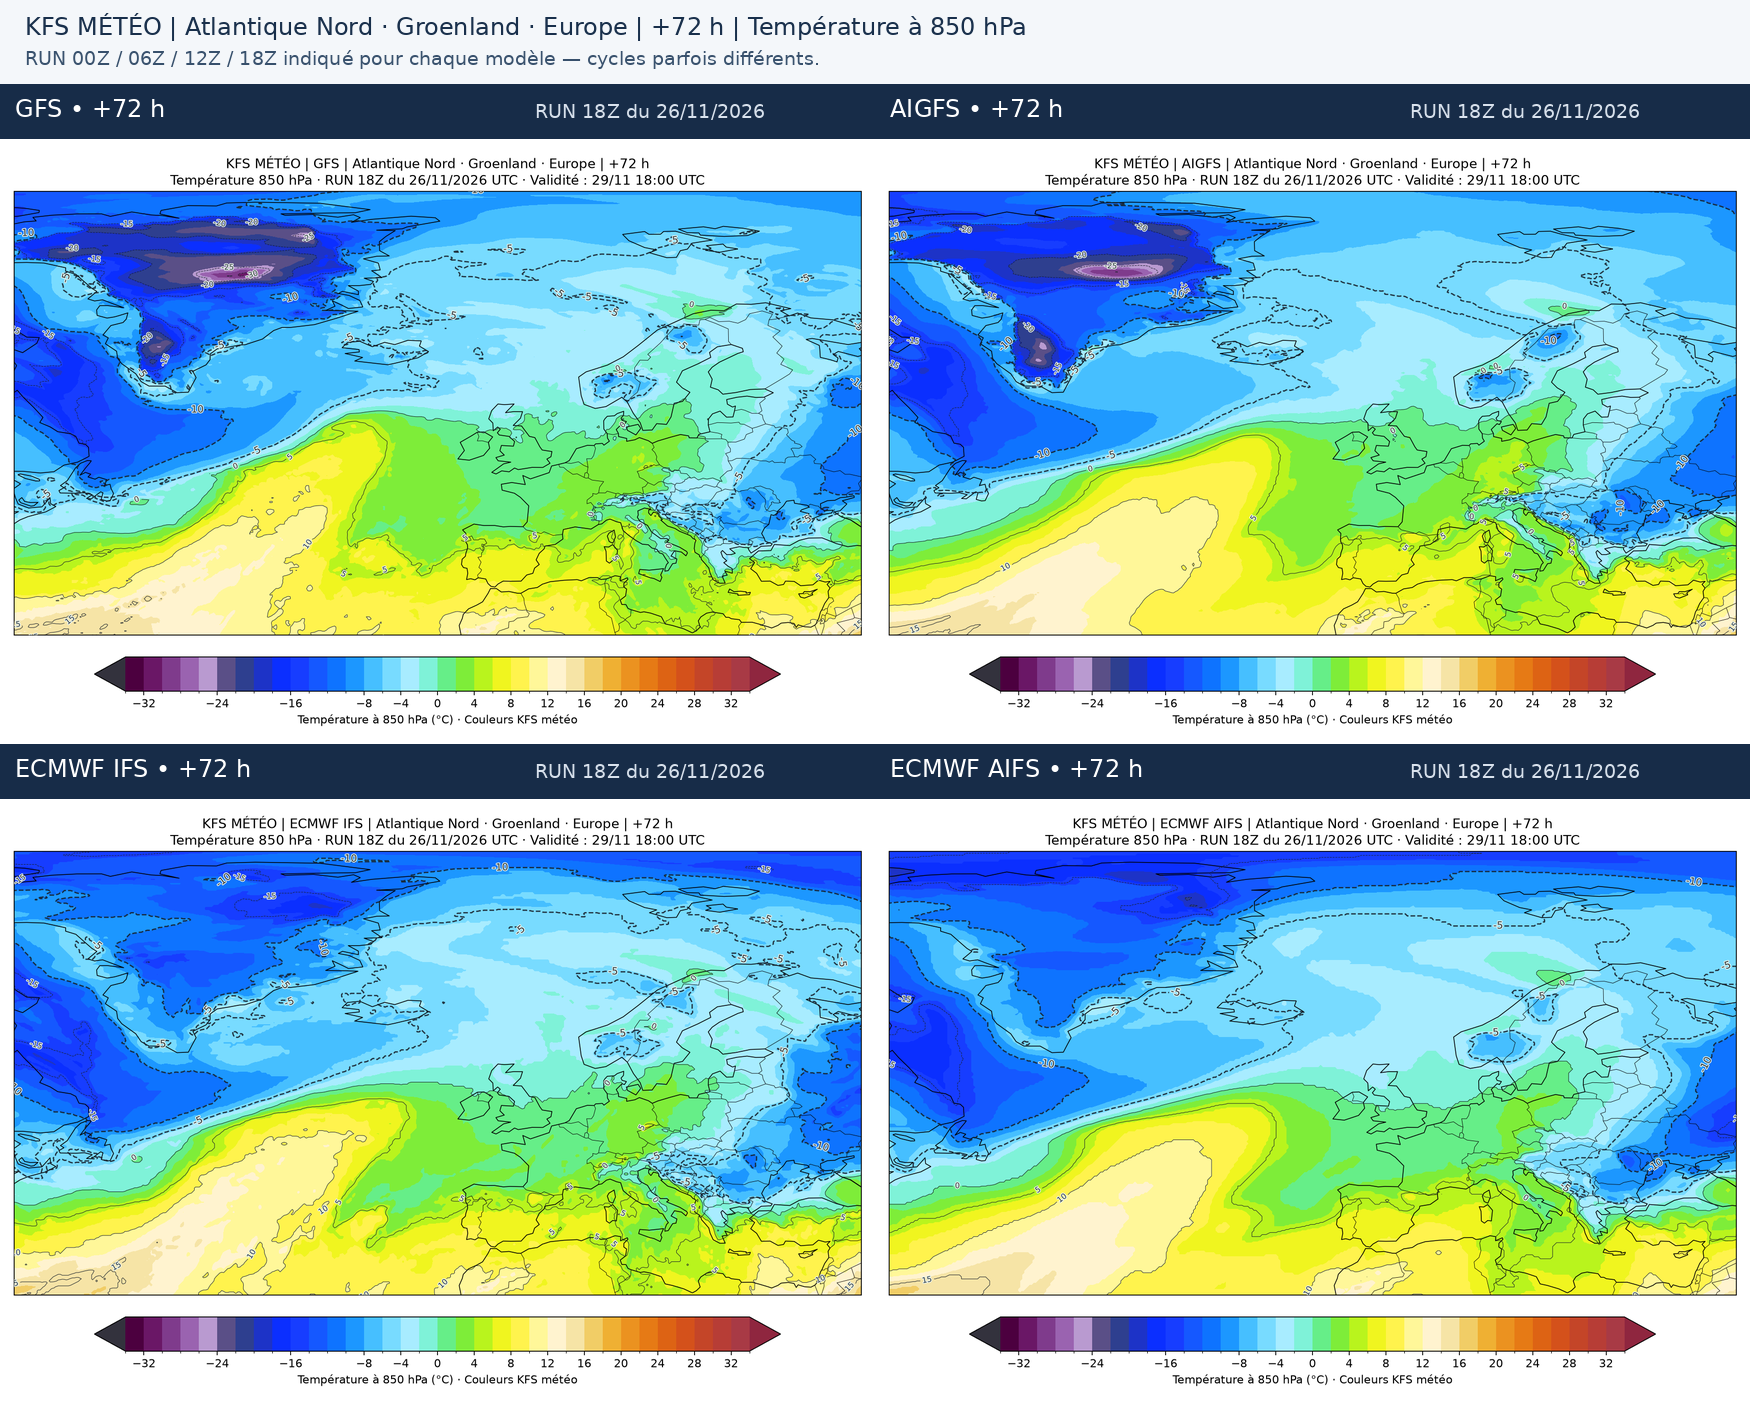 KFS MÉTÉO | Atlantique Nord · Groenland · Europe | +72 h | Température à 850 hPa
RUN 00Z / 06Z / 12Z / 18Z indiqué pour chaque modèle — cycles parfois différents.
GFS • +72 h
RUN 18Z du 26/11/2026
AIGFS • +72 h
RUN 18Z du 26/11/2026
KFS MÉTÉO | GFS | Atlantique Nord · Groenland · Europe | +72 h
Température 850 hPa · RUN 18Z du 26/11/2026 UTC · Validité : 29/11 18:00 UTC
KFS MÉTÉO | AIGFS | Atlantique Nord · Groenland · Europe | +72 h
Température 850 hPa · RUN 18Z du 26/11/2026 UTC · Validité : 29/11 18:00 UTC
−32 −24 −16 −8 −4 0 4 8 12 16 20 24 28 32
Température à 850 hPa (°C) · Couleurs KFS météo
−32 −24 −16 −8 −4 0 4 8 12 16 20 24 28 32
Température à 850 hPa (°C) · Couleurs KFS météo
ECMWF IFS • +72 h
RUN 18Z du 26/11/2026
ECMWF AIFS • +72 h
RUN 18Z du 26/11/2026
KFS MÉTÉO | ECMWF IFS | Atlantique Nord · Groenland · Europe | +72 h
Température 850 hPa · RUN 18Z du 26/11/2026 UTC · Validité : 29/11 18:00 UTC
KFS MÉTÉO | ECMWF AIFS | Atlantique Nord · Groenland · Europe | +72 h
Température 850 hPa · RUN 18Z du 26/11/2026 UTC · Validité : 29/11 18:00 UTC
−32 −24 −16 −8 −4 0 4 8 12 16 20 24 28 32
Température à 850 hPa (°C) · Couleurs KFS météo
−32 −24 −16 −8 −4 0 4 8 12 16 20 24 28 32
Température à 850 hPa (°C) · Couleurs KFS météo